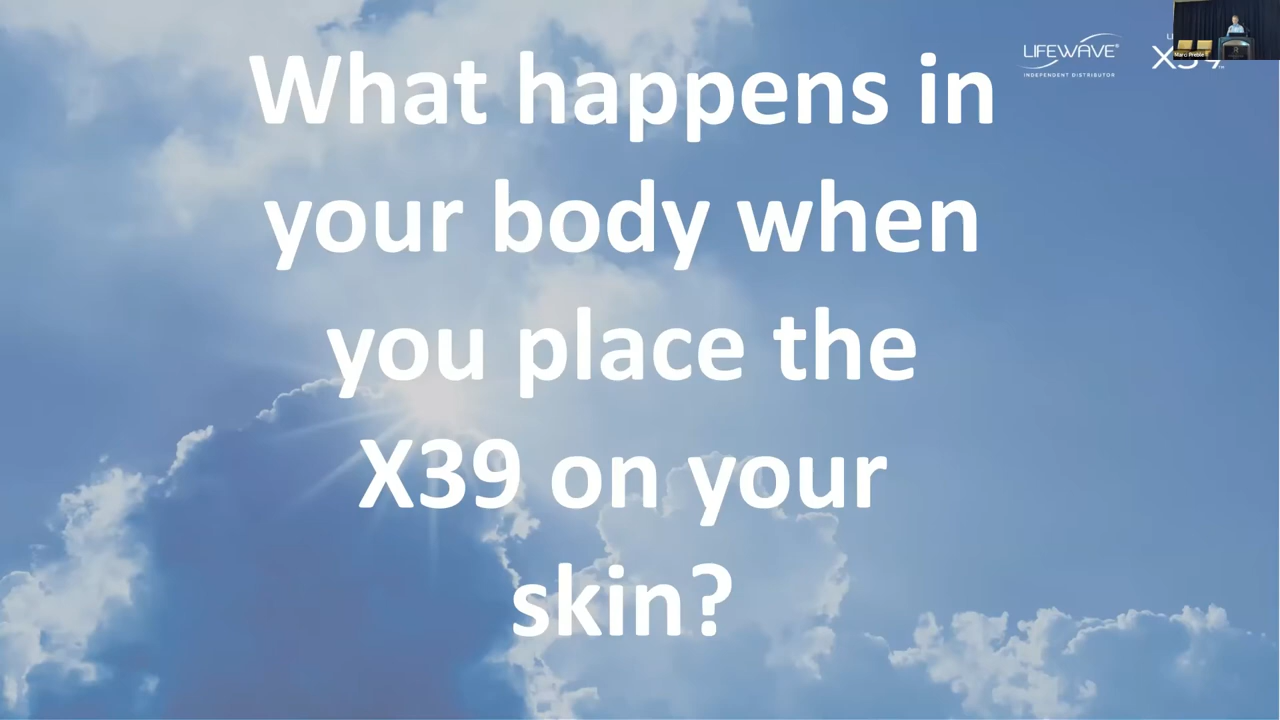 What happens in
your body when
you place the
X39 on your
skin?
LIFEWAVE®
INDEPENDENT DISTRIBUTOR